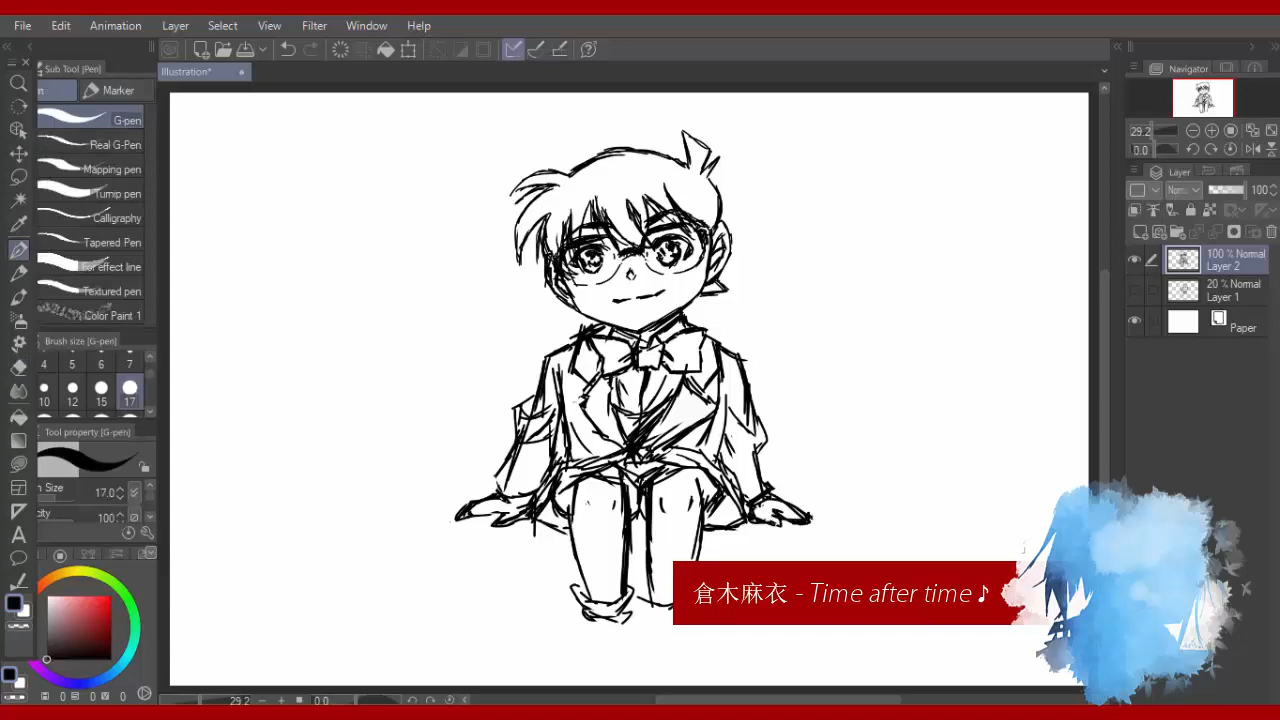 File Edit Animation Layer Select View Filter Window Help
Sub Tool [Pen]
Illustration*
Navigator
Marker
G-pen
Real G-Pen
Mapping pen
Turnip pen
Calligraphy
Tapered Pen
For effect line
Textured pen
Color Paint 1
Brush size [G-pen]
4 5 6 7
10 12 15 17
Tool property [G-pen]
Size 17.0
100
29.2
0.0
Layer
Norm 100
100 % Normal
Layer 2
20 % Normal
Layer 1
Paper
倉木麻衣 - Time after time♪
0 0 0
29.2 0.0